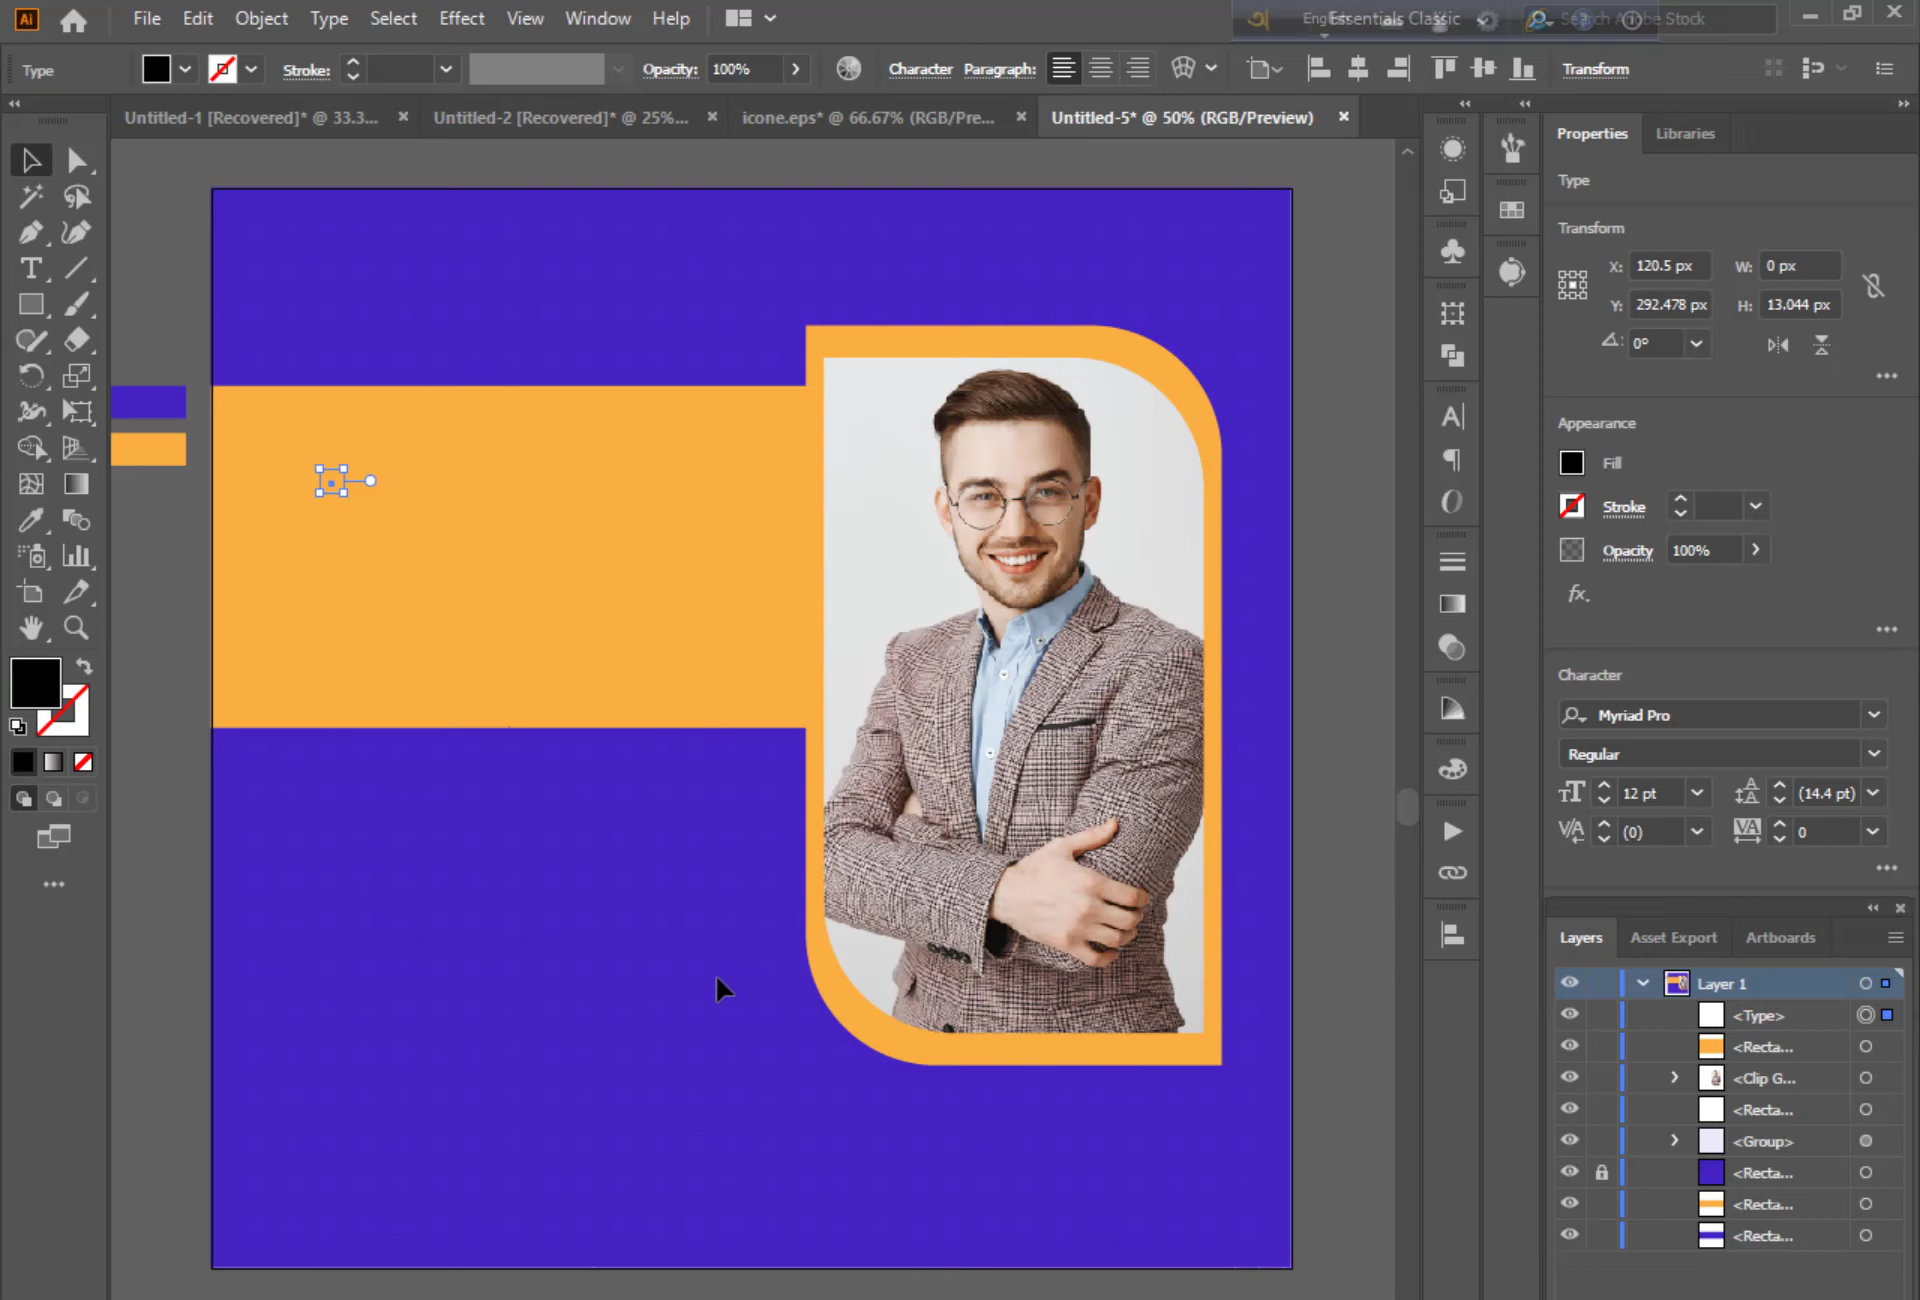 Ai File Edit Object Type Select Effect View Window Help Essentials Classic Search Adobe Stock
Type Stroke: Opacity: 100% Character Paragraph: Transform
Untitled-1 [Recovered]* @ 33.3... × Untitled-2 [Recovered]* @ 25%... × icone.eps* @ 66.67% (RGB/Pre... × Untitled-5* @ 50% (RGB/Preview) ×
Properties Libraries
Type
Transform
X: 120.5 px W: 0 px
Y: 292.478 px H: 13.044 px
0°
Appearance
Fill
Stroke
Opacity 100%
fx.
Character
Myriad Pro
Regular
12 pt (14.4 pt)
(0) 0
Layers Asset Export Artboards
Layer 1
<Type>
<Recta...
<Clip G...
<Recta...
<Group>
<Recta...
<Recta...
<Recta...